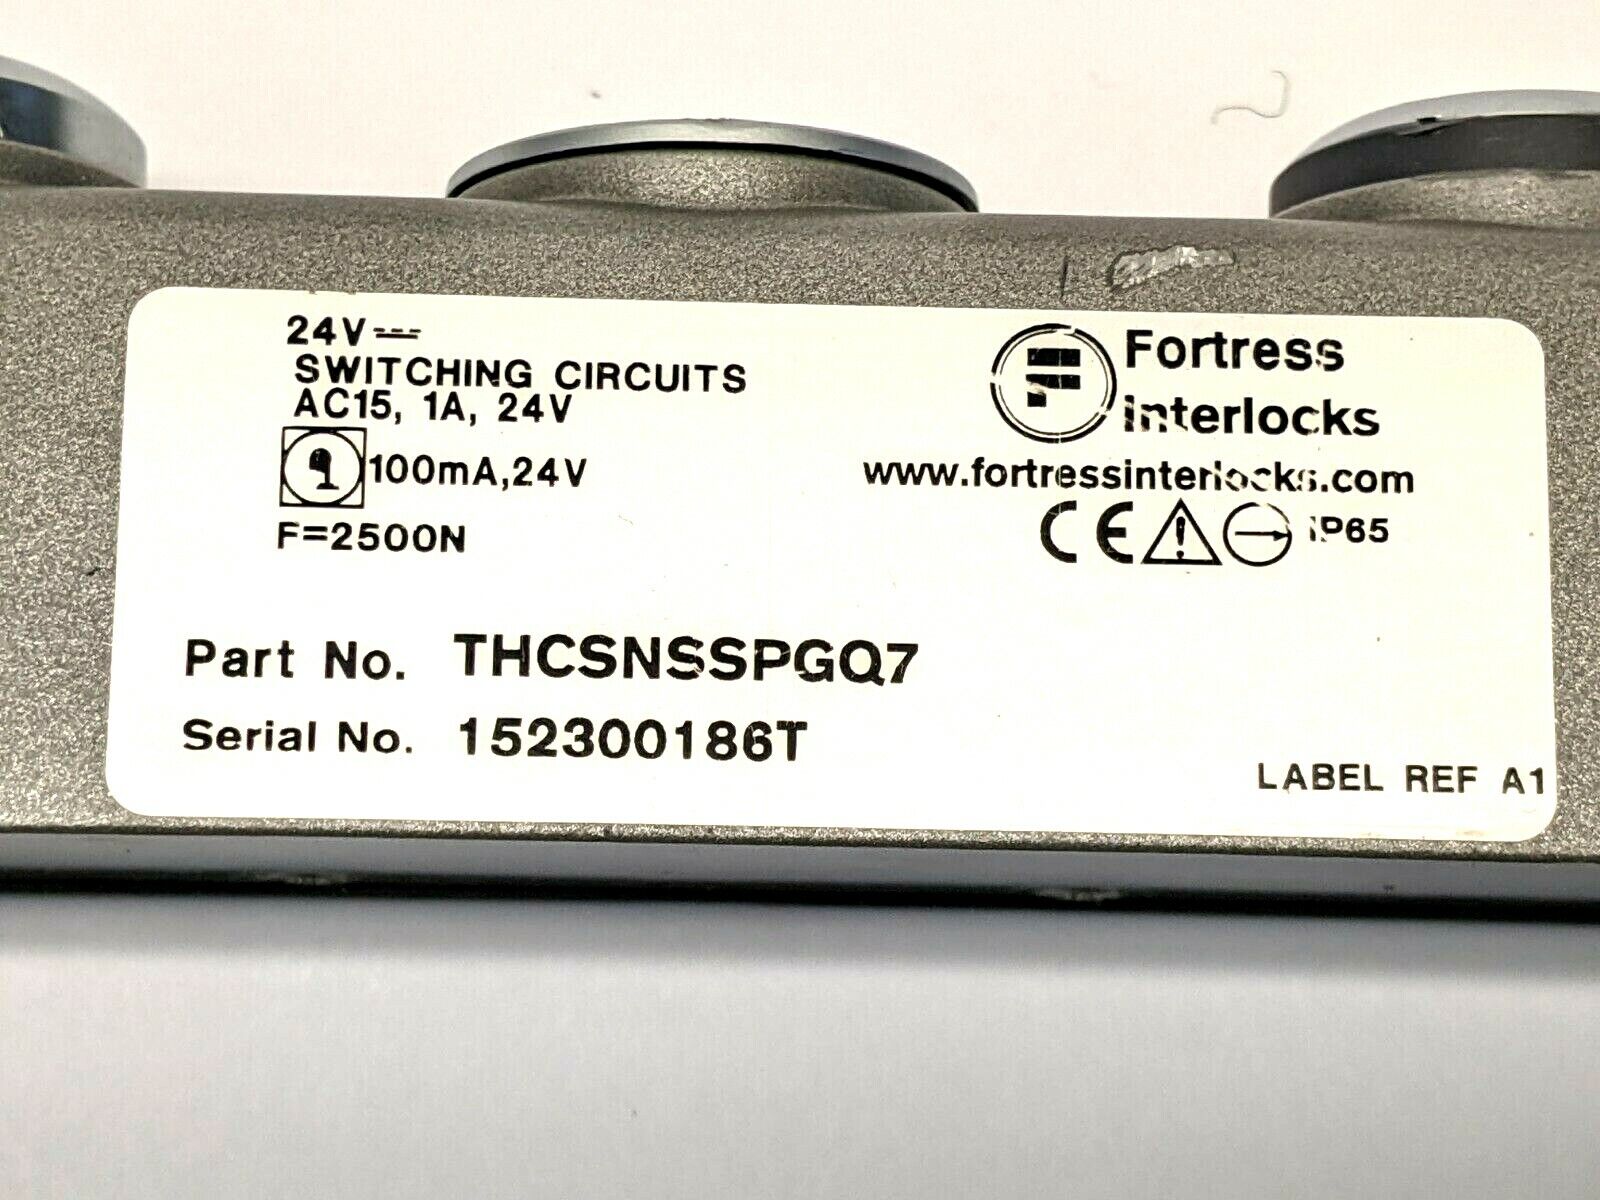 24V
SWITCHING CIRCUITS
AC15, 1A, 24V
100mA,24V
F=2500N
Fortress
Interlocks
www.fortressinterlocks.com
CE IP65
Part No. THCSNSSPGQ7
Serial No. 152300186T
LABEL REF A1